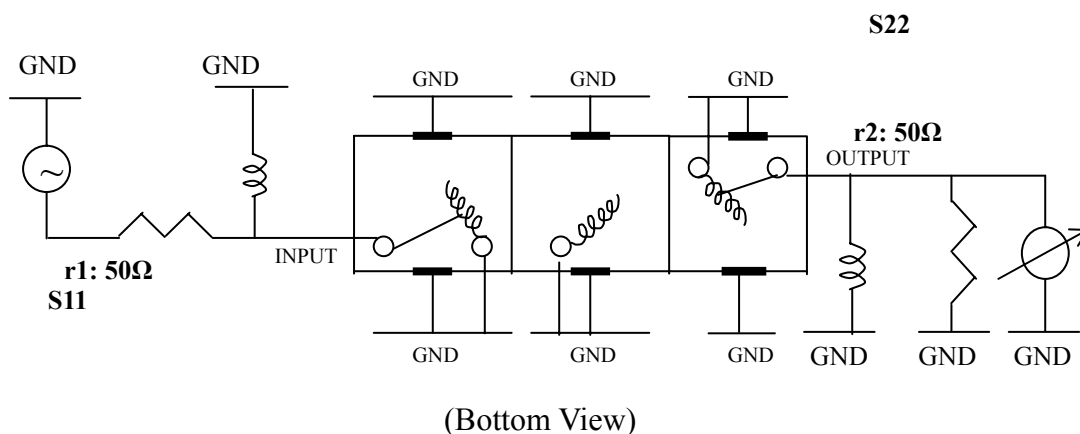 S22
GND
GND
GND
GND
GND
r2: 50Ω
OUTPUT
~
INPUT
r1: 50Ω
S11
GND
GND
GND
GND
GND
GND
(Bottom View)